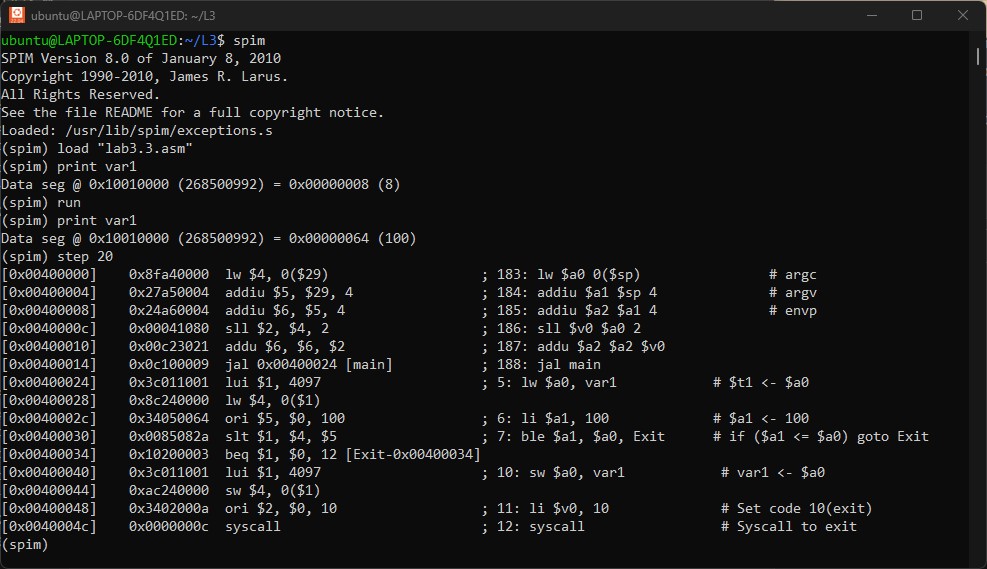 ubuntu@LAPTOP-6DF4Q1ED: ~/L3
ubuntu@LAPTOP-6DF4Q1ED:~/L3$ spim
SPIM Version 8.0 of January 8, 2010
Copyright 1990-2010, James R. Larus.
All Rights Reserved.
See the file README for a full copyright notice.
Loaded: /usr/lib/spim/exceptions.s
(spim) load "lab3.3.asm"
(spim) print var1
Data seg @ 0x10010000 (268500992) = 0x00000008 (8)
(spim) run
(spim) print var1
Data seg @ 0x10010000 (268500992) = 0x00000064 (100)
(spim) step 20
[0x00400000]    0x8fa40000  lw $4, 0($29)                   ; 183: lw $a0 0($sp)                # argc
[0x00400004]    0x27a50004  addiu $5, $29, 4                ; 184: addiu $a1 $sp 4              # argv
[0x00400008]    0x24a60004  addiu $6, $5, 4                 ; 185: addiu $a2 $a1 4              # envp
[0x0040000c]    0x00041080  sll $2, $4, 2                   ; 186: sll $v0 $a0 2
[0x00400010]    0x00c23021  addu $6, $6, $2                 ; 187: addu $a2 $a2 $v0
[0x00400014]    0x0c100009  jal 0x00400024 [main]           ; 188: jal main
[0x00400024]    0x3c011001  lui $1, 4097                    ; 5: lw $a0, var1            # $t1 <- $a0
[0x00400028]    0x8c240000  lw $4, 0($1)
[0x0040002c]    0x34050064  ori $5, $0, 100                 ; 6: li $a1, 100             # $a1 <- 100
[0x00400030]    0x0085082a  slt $1, $4, $5                  ; 7: ble $a1, $a0, Exit      # if ($a1 <= $a0) goto Exit
[0x00400034]    0x10200003  beq $1, $0, 12 [Exit-0x00400034]
[0x00400040]    0x3c011001  lui $1, 4097                    ; 10: sw $a0, var1            # var1 <- $a0
[0x00400044]    0xac240000  sw $4, 0($1)
[0x00400048]    0x3402000a  ori $2, $0, 10                  ; 11: li $v0, 10              # Set code 10(exit)
[0x0040004c]    0x0000000c  syscall                         ; 12: syscall                 # Syscall to exit
(spim)